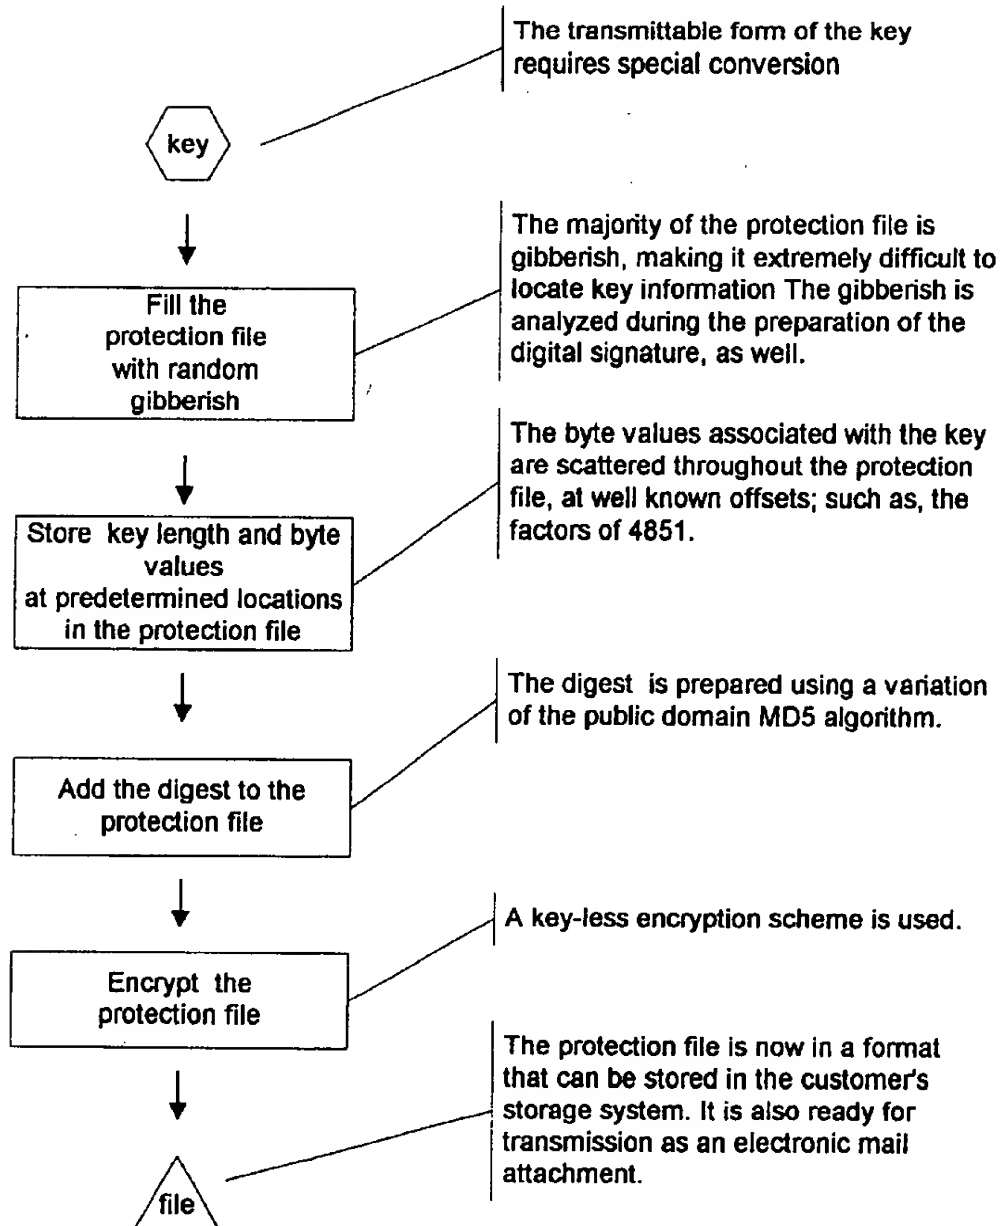 The transmittable form of the key
requires special conversion
key
The majority of the protection file is
gibberish, making it extremely difficult to
locate key information The gibberish is
analyzed during the preparation of the
digital signature, as well.
Fill the
protection file
with random
gibberish
The byte values associated with the key
are scattered throughout the protection
file, at well known offsets; such as, the
factors of 4851.
Store key length and byte
values
at predetermined locations
in the protection file
The digest is prepared using a variation
of the public domain MD5 algorithm.
Add the digest to the
protection file
A key-less encryption scheme is used.
Encrypt the
protection file
The protection file is now in a format
that can be stored in the customer's
storage system. It is also ready for
transmission as an electronic mail
attachment.
file